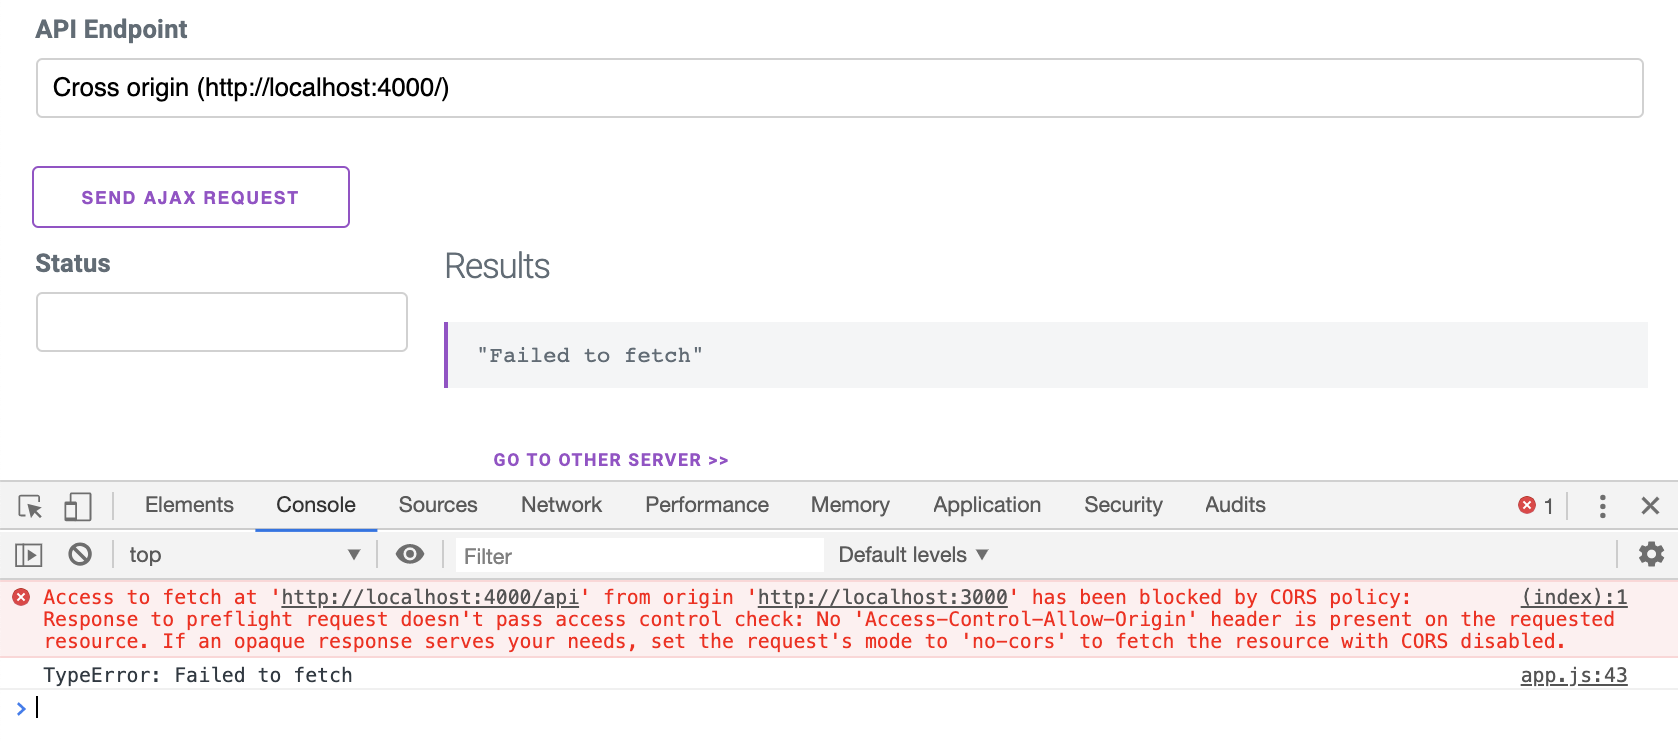 API Endpoint
Cross origin (http://localhost:4000/)
SEND AJAX REQUEST
Status
Results
"Failed to fetch"
GO TO OTHER SERVER >>
Elements Console Sources Network Performance Memory Application Security Audits 1
top Filter Default levels
Access to fetch at 'http://localhost:4000/api' from origin 'http://localhost:3000' has been blocked by CORS policy: (index):1
Response to preflight request doesn't pass access control check: No 'Access-Control-Allow-Origin' header is present on the requested
resource. If an opaque response serves your needs, set the request's mode to 'no-cors' to fetch the resource with CORS disabled.
TypeError: Failed to fetch app.js:43